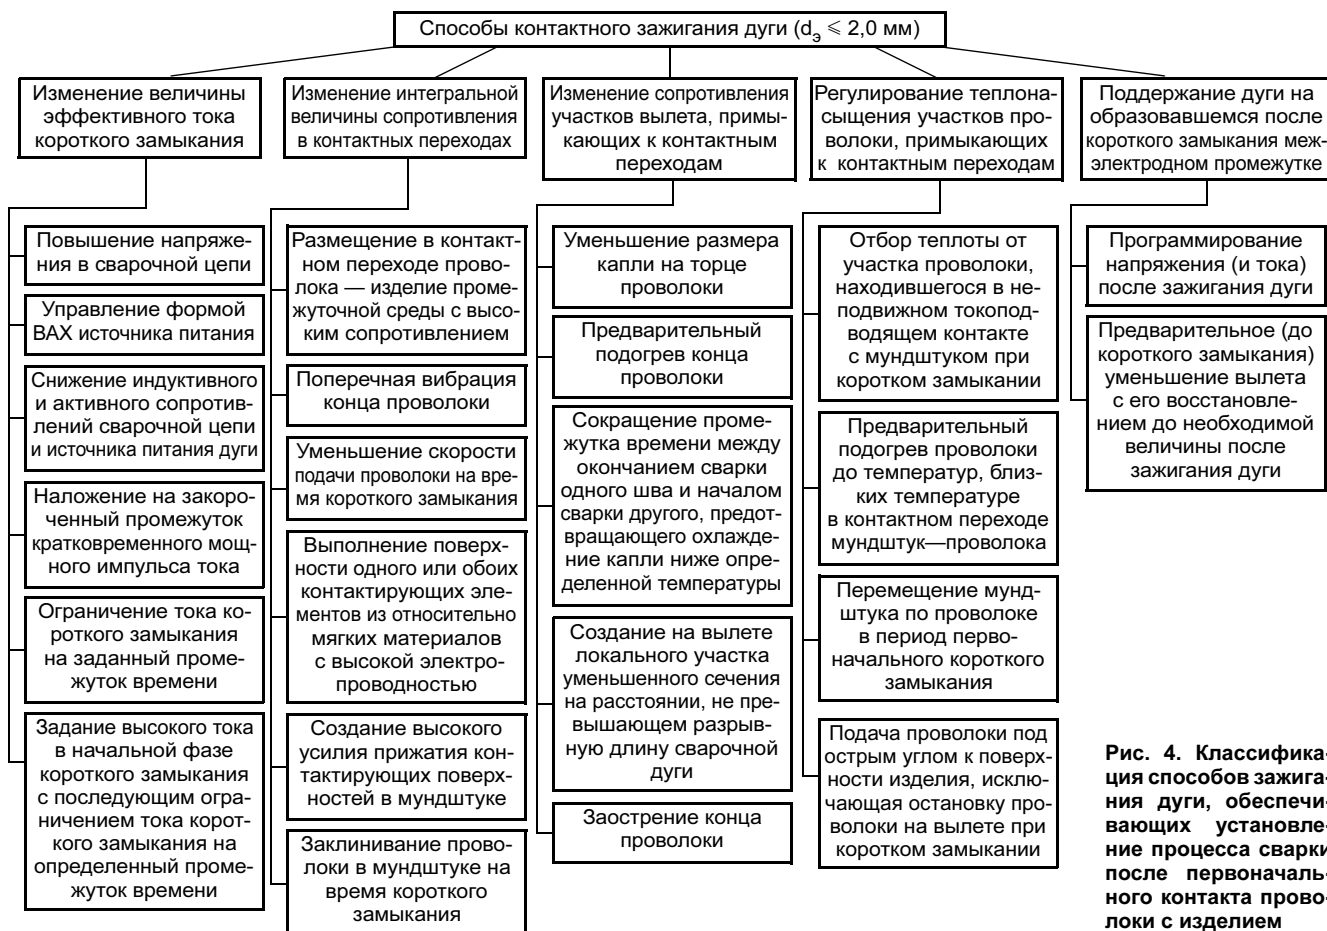 Способы контактного зажигания дуги (dэ ⩽ 2,0 мм)
Изменение величины
эффективного тока
короткого замыкания
Изменение интегральной
величины сопротивления
в контактных переходах
Изменение сопротивления
участков вылета, примы-
кающих к контактным
переходам
Регулирование теплона-
сыщения участков про-
волоки, примыкающих
к контактным переходам
Поддержание дуги на
образовавшемся после
короткого замыкания меж-
электродном промежутке
Повышение напряже-
ния в сварочной цепи
Управление формой
ВАХ источника питания
Снижение индуктивного
и активного сопротив-
лений сварочной цепи
и источника питания дуги
Наложение на закоро-
ченный промежуток
кратковременного мощ-
ного импульса тока
Ограничение тока ко-
роткого замыкания
на заданный проме-
жуток времени
Задание высокого тока
в начальной фазе
короткого замыкания
с последующим огра-
ничением тока корот-
кого замыкания на
определенный проме-
жуток времени
Размещение в контакт-
ном переходе прово-
лока — изделие проме-
жуточной среды с высо-
ким сопротивлением
Поперечная вибрация
конца проволоки
Уменьшение скорости
подачи проволоки на вре-
мя короткого замыкания
Выполнение поверх-
ности одного или обоих
контактирующих эле-
ментов из относительно
мягких материалов
с высокой электро-
проводностью
Создание высокого
усилия прижатия кон-
тактирующих поверх-
ностей в мундштуке
Заклинивание прово-
локи в мундштуке на
время короткого
замыкания
Уменьшение размера
капли на торце
проволоки
Предварительный
подогрев конца
проволоки
Сокращение проме-
жутка времени между
окончанием сварки
одного шва и началом
сварки другого, предот-
вращающего охлажде-
ние капли ниже опре-
деленной температуры
Создание на вылете
локального участка
уменьшенного сечения
на расстоянии, не пре-
вышающем разрыв-
ную длину сварочной
дуги
Заострение конца
проволоки
Отбор теплоты от
участка проволоки,
находившегося в не-
подвижном токопод-
водящем контакте
с мундштуком при
коротком замыкании
Предварительный
подогрев проволоки
до температур, близ-
ких температуре
в контактном переходе
мундштук—проволока
Перемещение мунд-
штука по проволоке
в период перво-
начального короткого
замыкания
Подача проволоки под
острым углом к поверх-
ности изделия, исклю-
чающая остановку про-
волоки на вылете при
коротком замыкании
Программирование
напряжения (и тока)
после зажигания дуги
Предварительное (до
короткого замыкания)
уменьшение вылета
с его восстановле-
нием до необходимой
величины после
зажигания дуги
Рис. 4. Классифика-
ция способов зажига-
ния дуги, обеспечи-
вающих установле-
ние процесса сварки
после первоначаль-
ного контакта прово-
локи с изделием